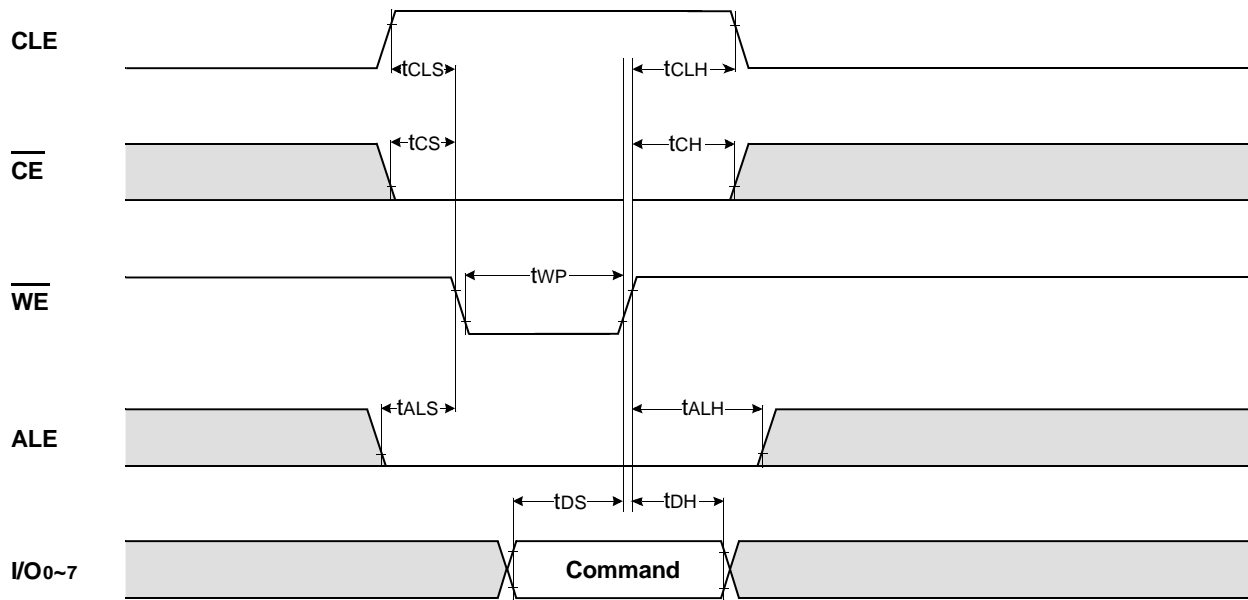 CLE
tCLS
tCLH
CE
tCS
tCH
WE
tWP
ALE
tALS
tALH
tDS
tDH
I/O0~7
Command